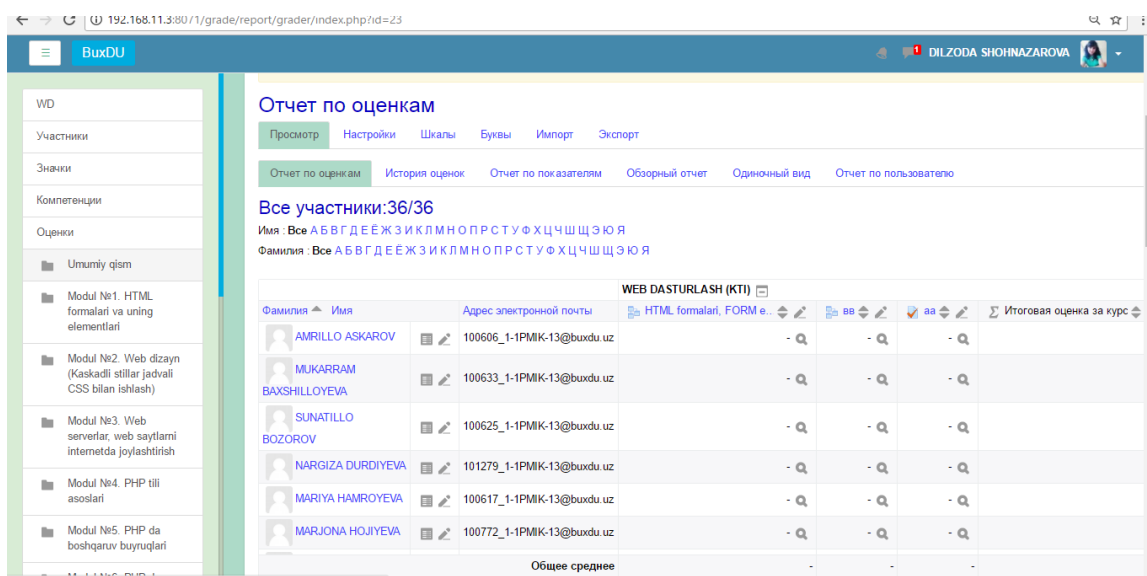 192.168.11.3:8071/grade/report/grader/index.php?id=23
BuxDU
1 DILZODA SHOHNAZAROVA
WD
Участники
Значки
Компетенции
Оценки
Umumiy qism
Modul №1. HTML
formalari va uning
elementlari
Modul №2. Web dizayn
(Kaskadli stillar jadvali
CSS bilan ishlash)
Modul №3. Web
serverlar, web saytlarni
internetda joylashtirish
Modul №4. PHP tili
asoslari
Modul №5. PHP da
boshqaruv buyruqlari
Отчет по оценкам
Просмотр Настройки Шкалы Буквы Импорт Экспорт
Отчет по оценкам История оценок Отчет по показателям Обзорный отчет Одиночный вид Отчет по пользователю
Все участники:36/36
Имя : Все А Б В Г Д Е Ё Ж З И К Л М Н О П Р С Т У Ф Х Ц Ч Ш Щ Э Ю Я
Фамилия : Все А Б В Г Д Е Ё Ж З И К Л М Н О П Р С Т У Ф Х Ц Ч Ш Щ Э Ю Я
WEB DASTURLASH (KTI)
Фамилия Имя Адрес электронной почты HTML formalari, FORM e.. вв аа Σ Итоговая оценка за курс
AMRILLO ASKAROV 100606_1-1PMIK-13@buxdu.uz - - -
MUKARRAM
BAXSHILLOYEVA 100633_1-1PMIK-13@buxdu.uz - - -
SUNATILLO
BOZOROV 100625_1-1PMIK-13@buxdu.uz - - -
NARGIZA DURDIYEVA 101279_1-1PMIK-13@buxdu.uz - - -
MARIYA HAMROYEVA 100617_1-1PMIK-13@buxdu.uz - - -
MARJONA HOJIYEVA 100772_1-1PMIK-13@buxdu.uz - - -
Общее среднее - - -